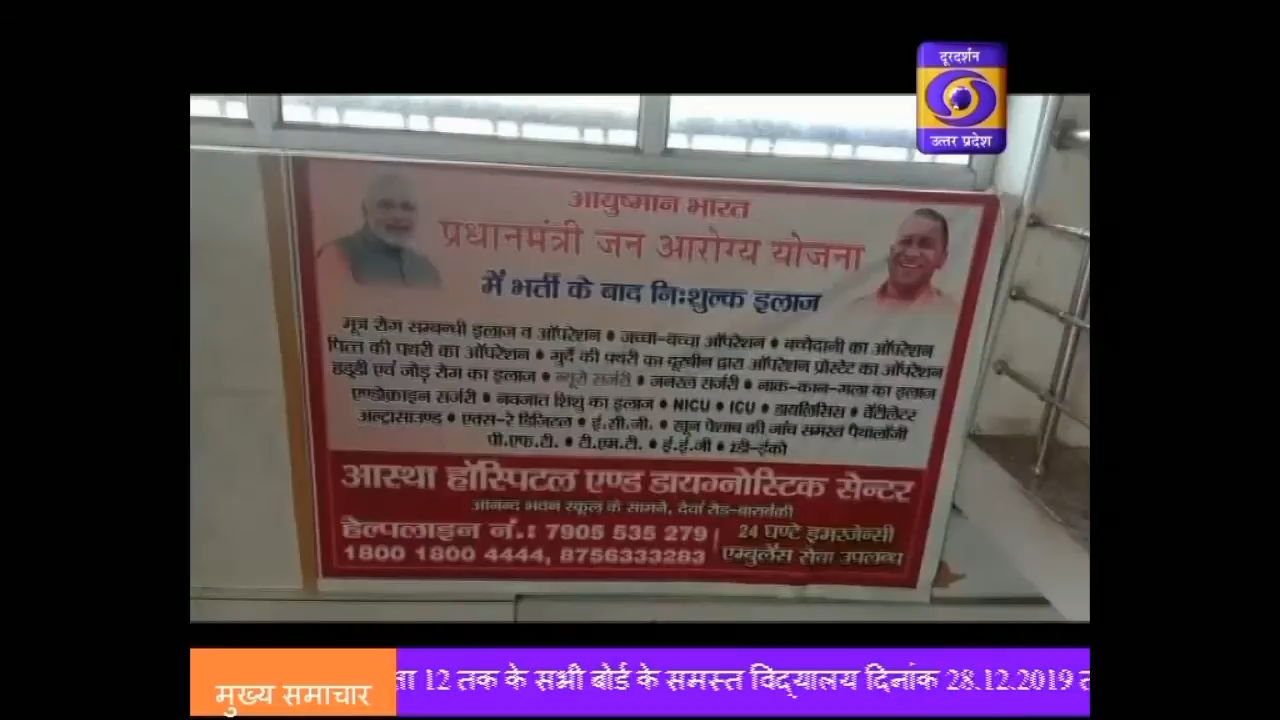 दूरदर्शन
उत्तर प्रदेश
आयुष्मान भारत
प्रधानमंत्री जन आरोग्य योजना
में भर्ती के बाद निःशुल्क इलाज
मूत्र रोग सम्बन्धी इलाज व ऑपरेशन • जच्चा-बच्चा ऑपरेशन • बच्चेदानी का ऑपरेशन
पित्त की पथरी का ऑपरेशन • गुर्दे की पथरी का दूरबीन द्वारा ऑपरेशन प्रोस्टेट का ऑपरेशन
हड्डी एवं जोड़ रोग का इलाज • न्यूरो सर्जरी • जनरल सर्जरी • नाक-कान-गला का इलाज
एण्डोक्राइन सर्जरी • नवजात शिशु का इलाज • NICU • ICU • डायलिसिस • वेंटीलेटर
अल्ट्रासाउण्ड • एक्स-रे डिजिटल • ई.सी.जी. • खून पेशाब की जाँच समस्त पैथालॉजी
पी.एफ.टी. • टी.एम.टी. • ई.ई.जी • 2डी-ईको
आस्था हॉस्पिटल एण्ड डायग्नोस्टिक सेन्टर
आनन्द भवन स्कूल के सामने, देवां रोड-बाराबंकी
हेल्पलाइन नं.: 7905 535 279 | 24 घण्टे इमरजेन्सी
1800 1800 4444, 8756333283 एम्बुलेंस सेवा उपलब्ध
मुख्य समाचार
12 तक के सभी बोर्ड के समस्त विद्यालय दिनांक 28.12.2019